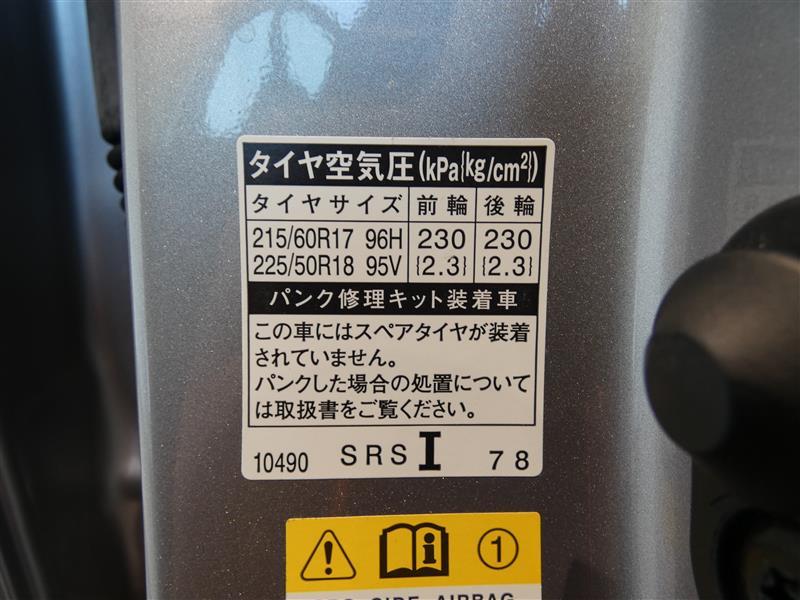 タイヤ空気圧(kPa{kg/cm²})
タイヤサイズ 前輪 後輪
215/60R17 96H 230 230
225/50R18 95V {2.3} {2.3}
パンク修理キット装着車
この車にはスペアタイヤが装着
されていません。
パンクした場合の処置について
は取扱書をご覧ください。
10490 SRS I 78
! i 1
SIDE AIRBAG